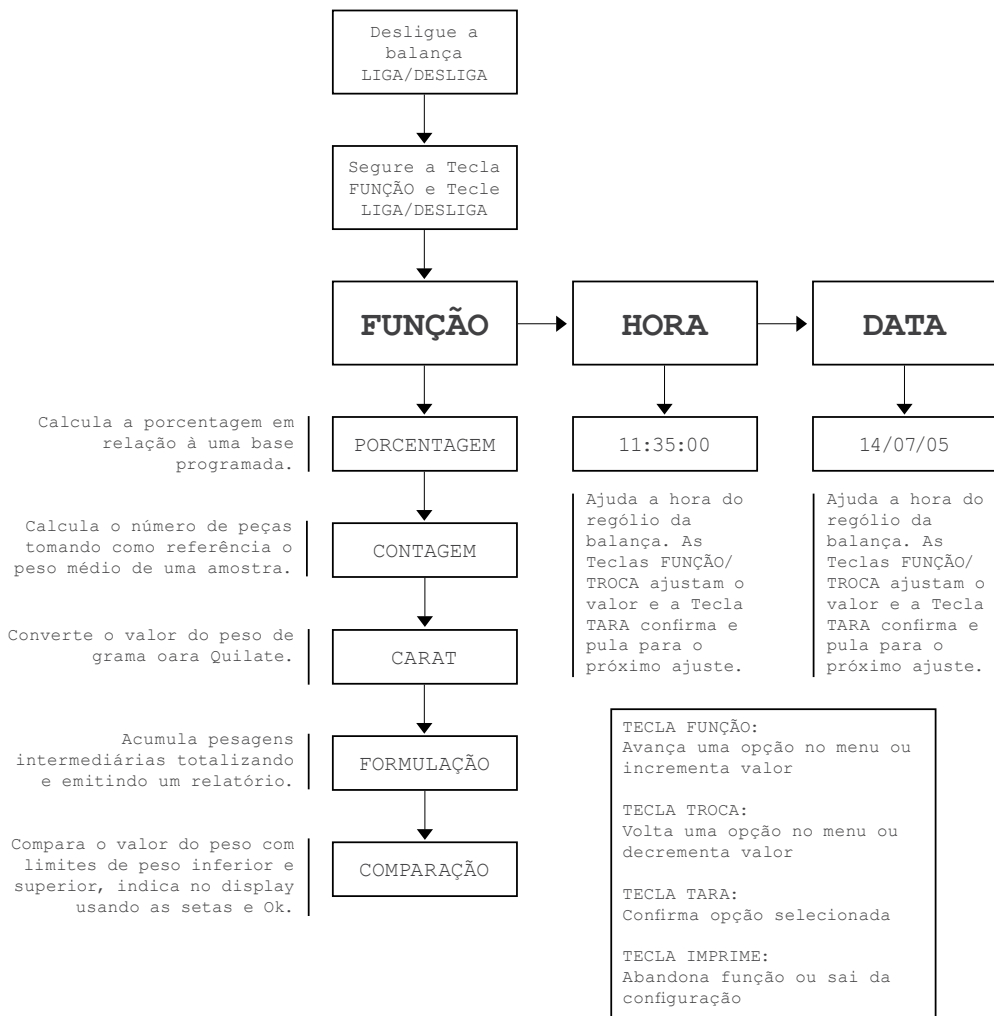 Desligue a
balança
LIGA/DESLIGA
Segure a Tecla
FUNÇÃO e Tecle
LIGA/DESLIGA
FUNÇÃO
HORA
DATA
Calcula a porcentagem em
relação à uma base
programada.
PORCENTAGEM
11:35:00
14/07/05
Calcula o número de peças
tomando como referência o
peso médio de uma amostra.
CONTAGEM
Converte o valor do peso de
grama oara Quilate.
CARAT
Acumula pesagens
intermediárias totalizando
e emitindo um relatório.
FORMULAÇÃO
Compara o valor do peso com
limites de peso inferior e
superior, indica no display
usando as setas e Ok.
COMPARAÇÃO
Ajuda a hora do
rególio da
balança. As
Teclas FUNÇÃO/
TROCA ajustam o
valor e a Tecla
TARA confirma e
pula para o
próximo ajuste.
Ajuda a hora do
rególio da
balança. As
Teclas FUNÇÃO/
TROCA ajustam o
valor e a Tecla
TARA confirma e
pula para o
próximo ajuste.
TECLA FUNÇÃO:
Avança uma opção no menu ou
incrementa valor
TECLA TROCA:
Volta uma opção no menu ou
decrementa valor
TECLA TARA:
Confirma opção selecionada
TECLA IMPRIME:
Abandona função ou sai da
configuração